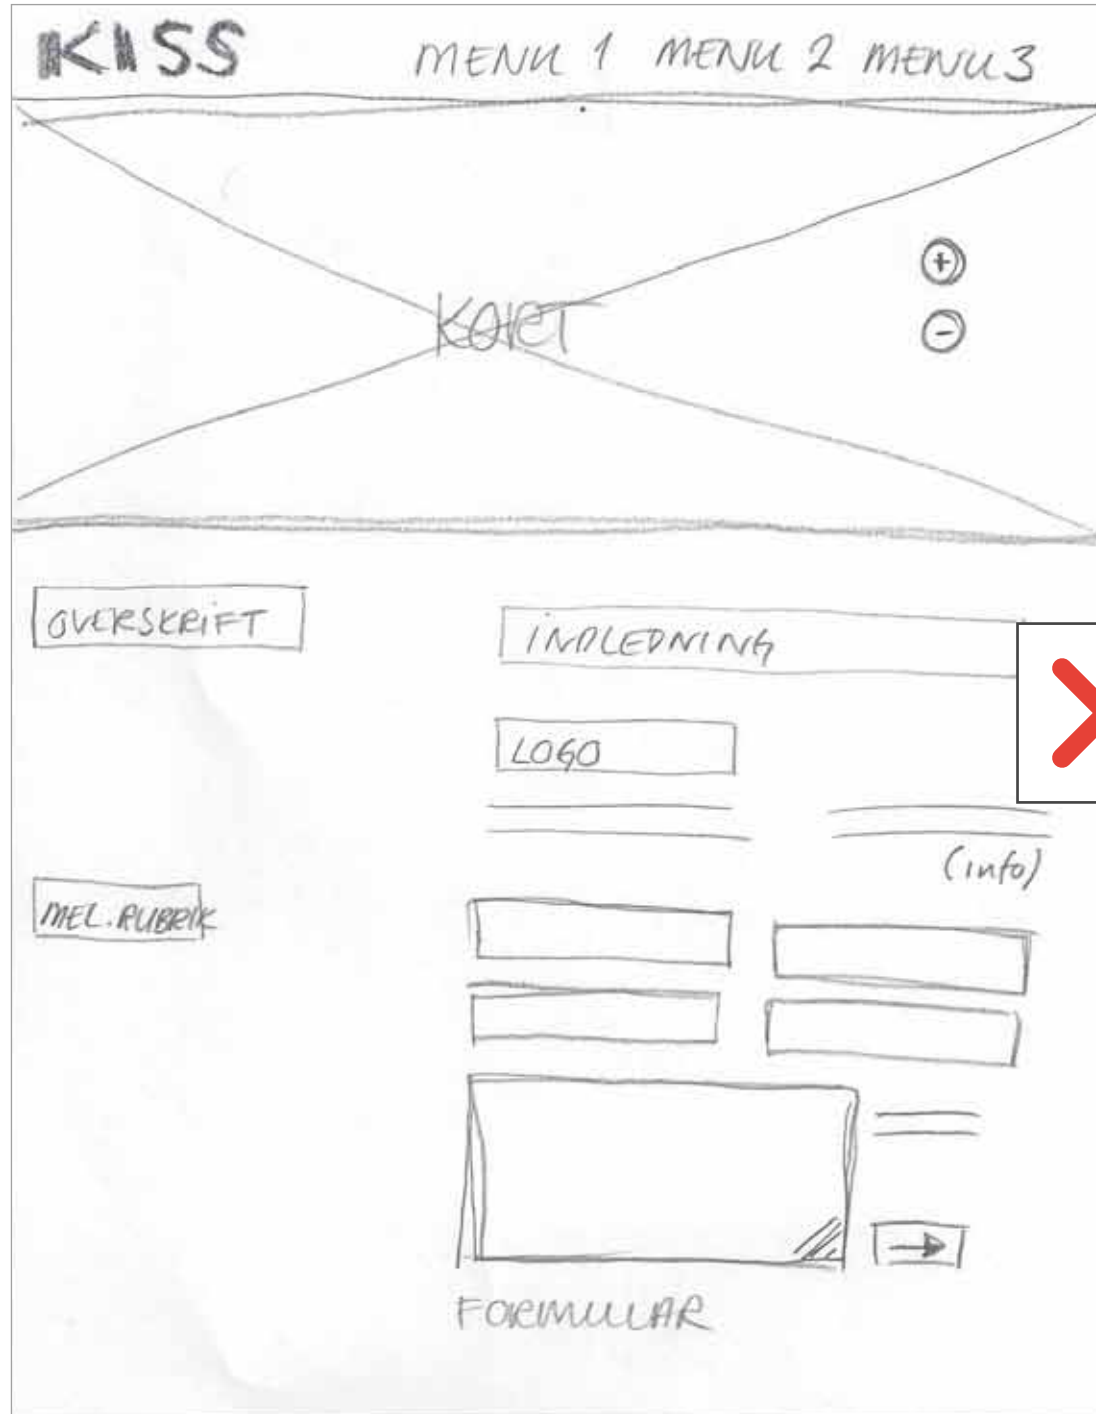 KISS MENU 1 MENU 2 MENU 3
+
KORT
-
OVERSKRIFT
INDLEDNING
LOGO
(info)
MEL. RUBRIK
FORMULAR